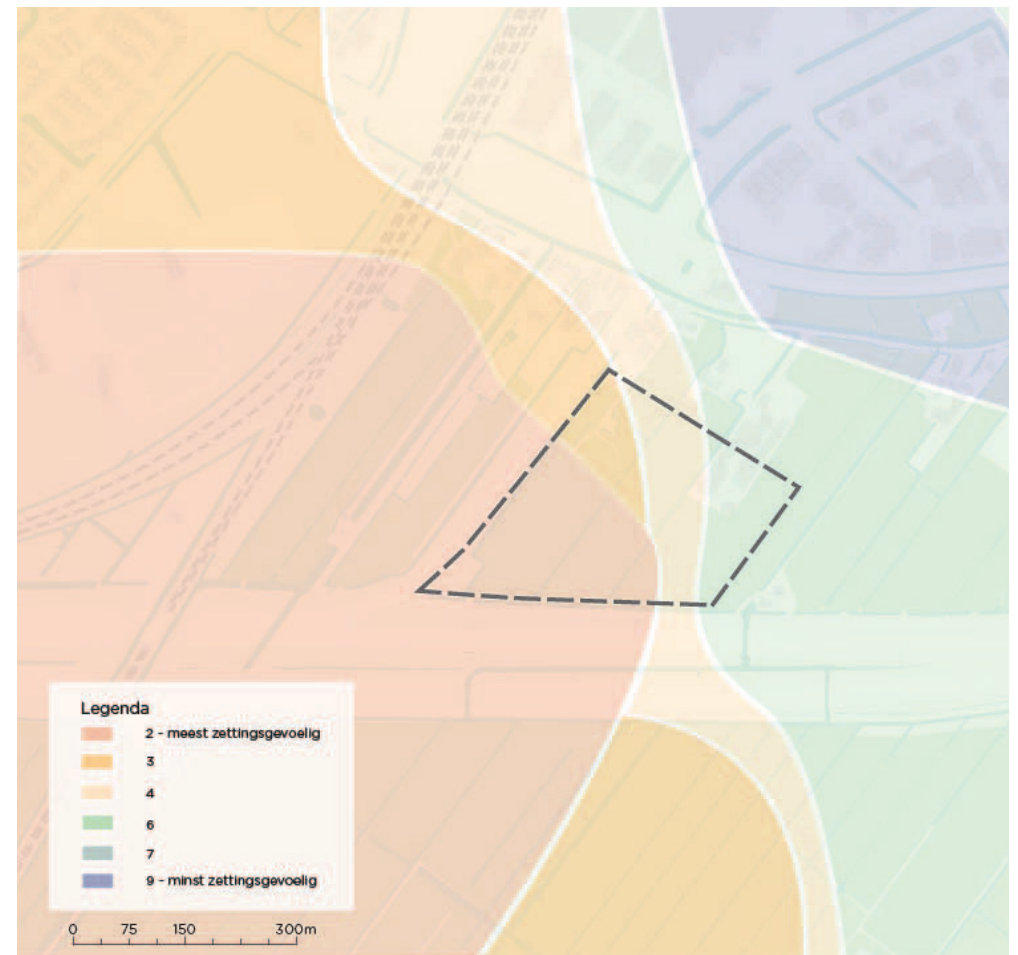 Legenda
2 - meest zettingsgevoelig
3
4
6
7
9 - minst zettingsgevoelig
0 75 150 300m